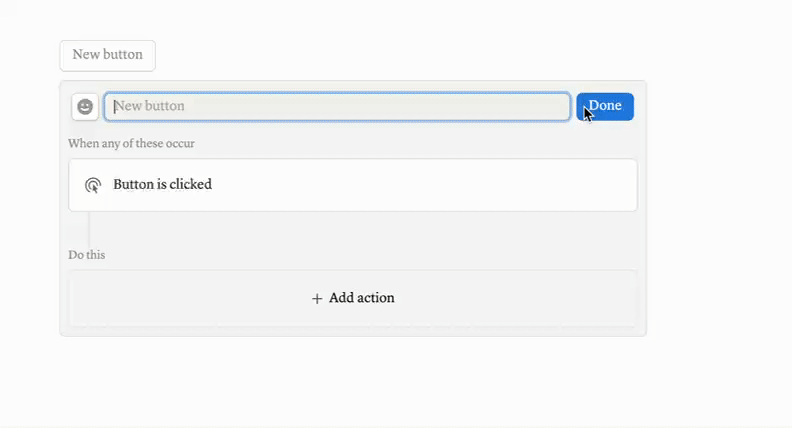 New button
New button
Done
When any of these occur
Button is clicked
Do this
+ Add action